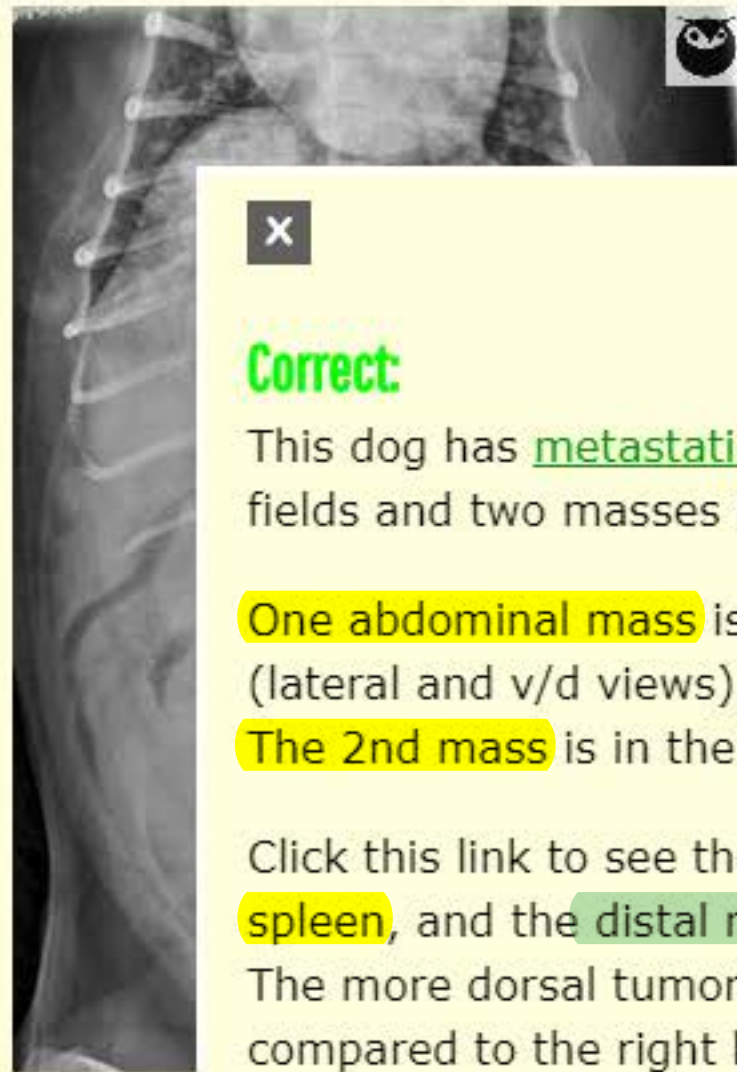 x
Correct:
This dog has metastati
fields and two masses
One abdominal mass is
(lateral and v/d views)
The 2nd mass is in the
Click this link to see th
spleen, and the distal r
The more dorsal tumor
compared to the right